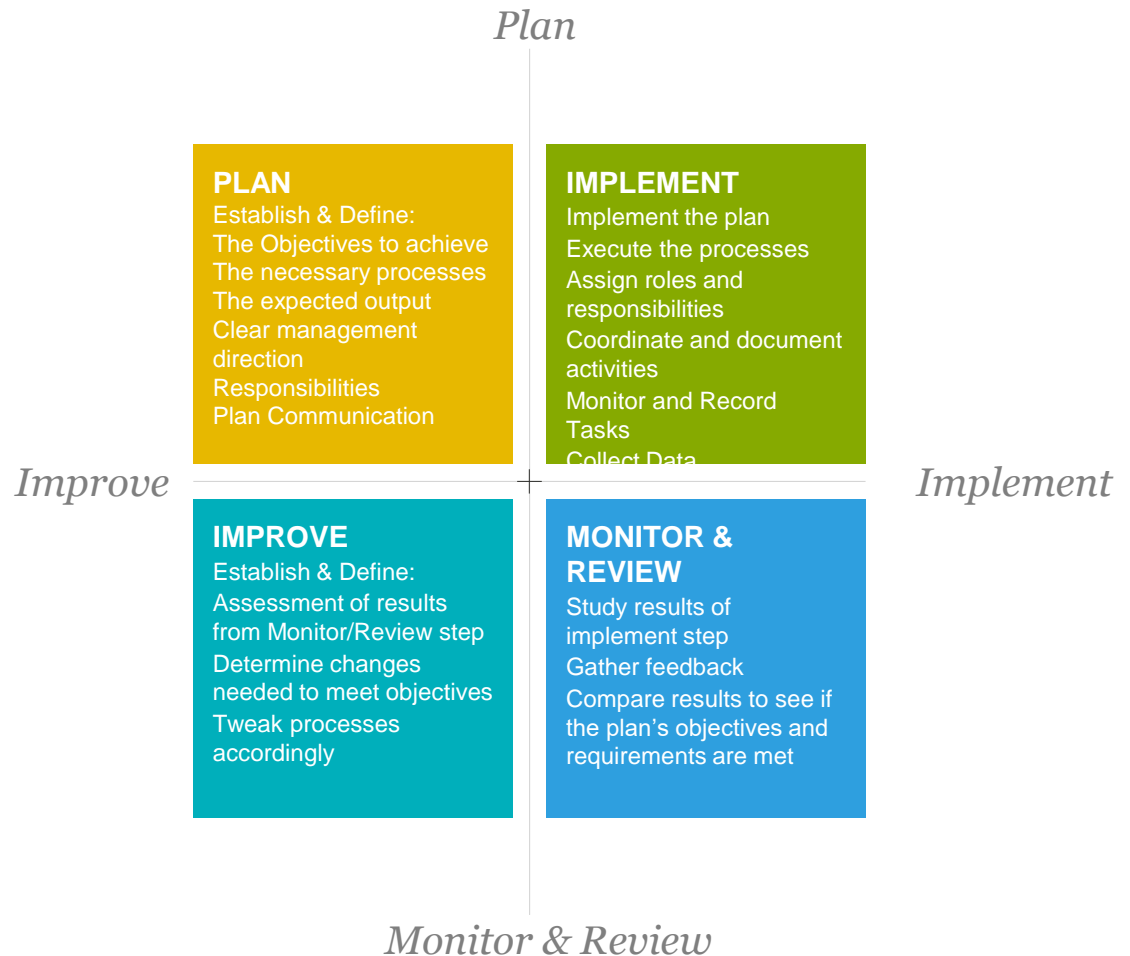 Plan
PLAN
Establish & Define:
The Objectives to achieve
The necessary processes
The expected output
Clear management
direction
Responsibilities
Plan Communication
IMPLEMENT
Implement the plan
Execute the processes
Assign roles and
responsibilities
Coordinate and document
activities
Monitor and Record
Tasks
Collect Data
Improve
Implement
IMPROVE
Establish & Define:
Assessment of results
from Monitor/Review step
Determine changes
needed to meet objectives
Tweak processes
accordingly
MONITOR &
REVIEW
Study results of
implement step
Gather feedback
Compare results to see if
the plan’s objectives and
requirements are met
Monitor & Review